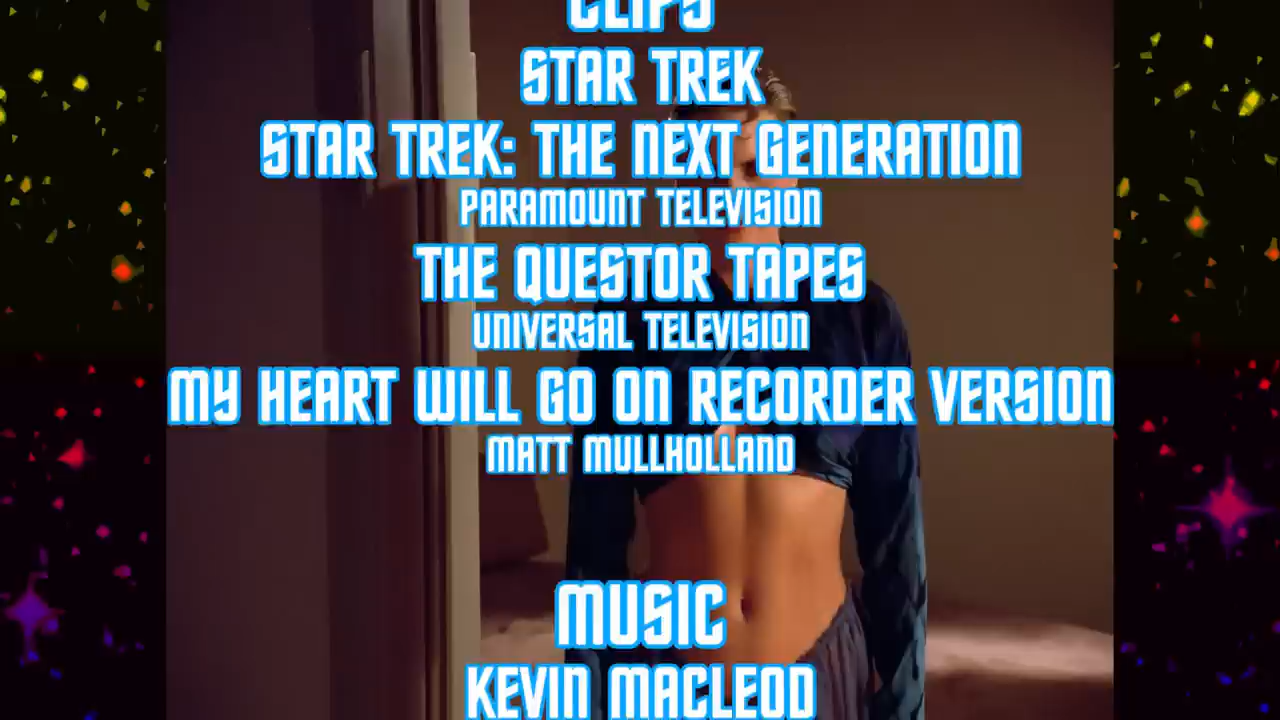 CLIPS
STAR TREK
STAR TREK: THE NEXT GENERATION
PARAMOUNT TELEVISION
THE QUESTOR TAPES
UNIVERSAL TELEVISION
MY HEART WILL GO ON RECORDER VERSION
MATT MULLHOLLAND
MUSIC
KEVIN MACLEOD